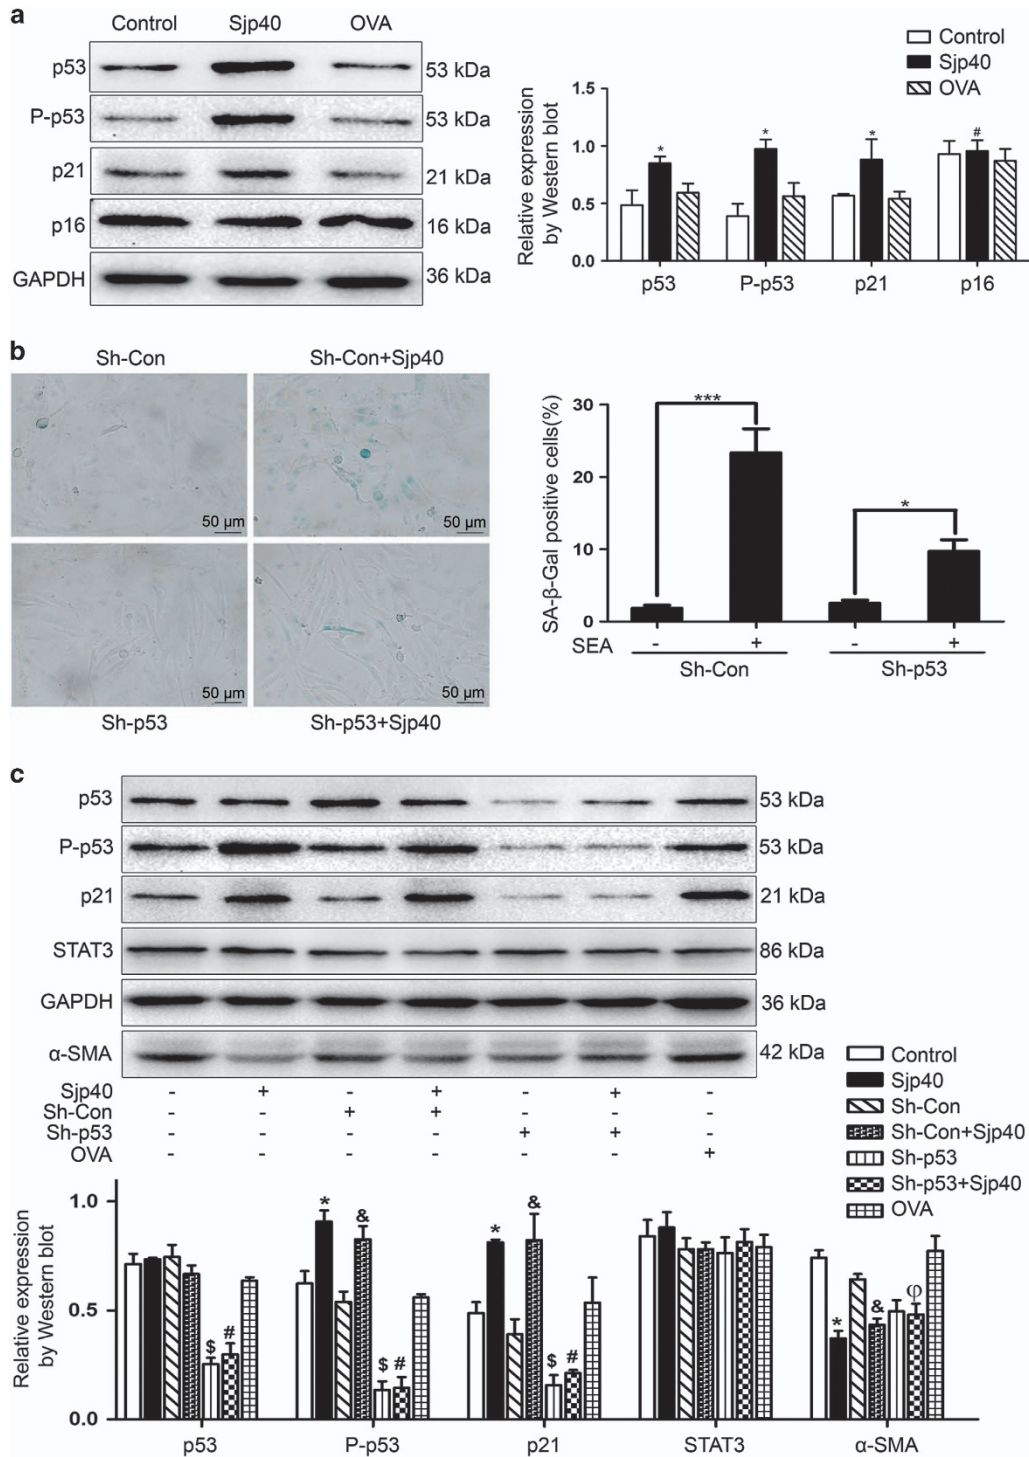 a
Control Sjp40 OVA
p53 53 kDa
P-p53 53 kDa
p21 21 kDa
p16 16 kDa
GAPDH 36 kDa
Control
Sjp40
OVA
Relative expression
by Western blot
1.5
1.0
0.5
0.0
* * * #
p53 P-p53 p21 p16
b
Sh-Con Sh-Con+Sjp40
50 µm 50 µm
50 µm 50 µm
Sh-p53 Sh-p53+Sjp40
SA-β-Gal positive cells(%)
30
20
10
0
*** *
SEA - + - +
Sh-Con Sh-p53
c
p53 53 kDa
P-p53 53 kDa
p21 21 kDa
STAT3 86 kDa
GAPDH 36 kDa
α-SMA 42 kDa
Sjp40 - + - + - + -
Sh-Con - - + + - - -
Sh-p53 - - - - + + -
OVA - - - - - - +
Control
Sjp40
Sh-Con
Sh-Con+Sjp40
Sh-p53
Sh-p53+Sjp40
OVA
Relative expression
by Western blot
1.0
0.5
0.0
$ # * & $ # * & $ # * & φ
p53 P-p53 p21 STAT3 α-SMA